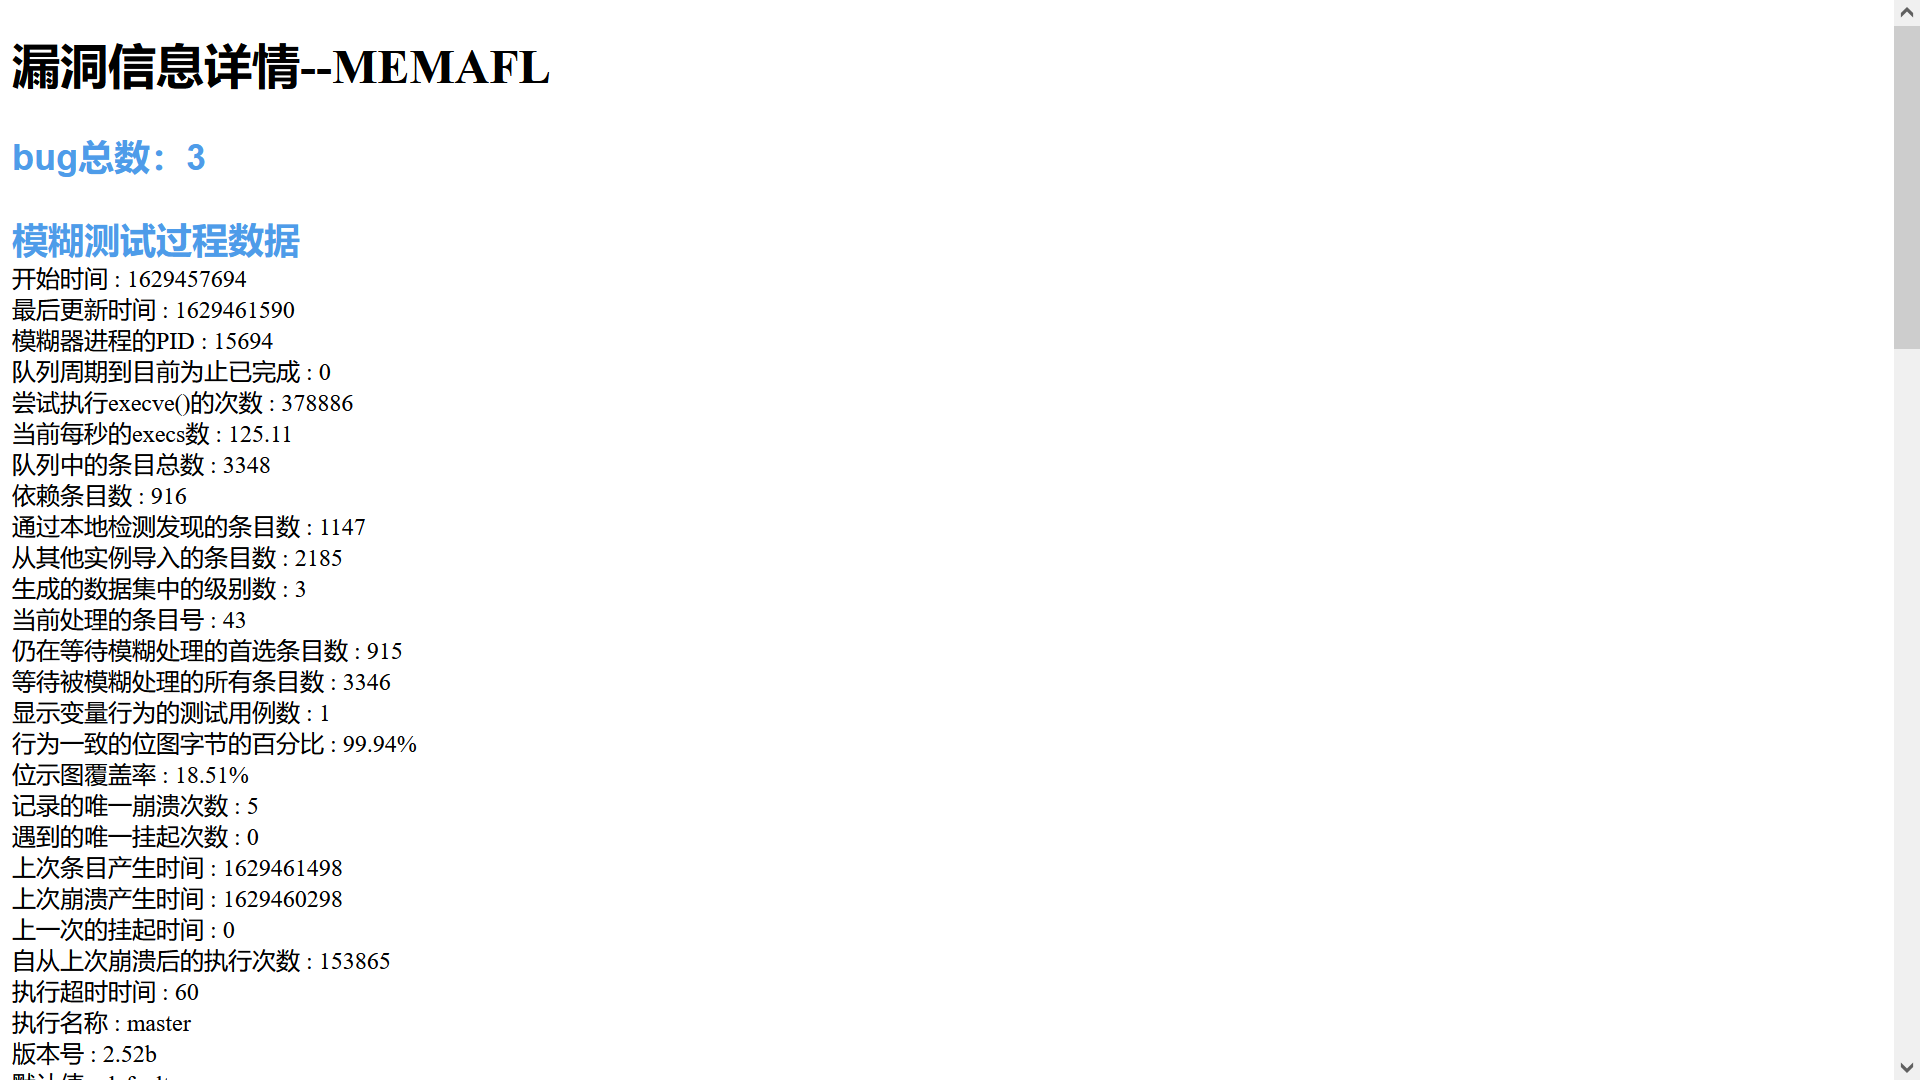 漏洞信息详情--MEMAFL
bug总数：3
模糊测试过程数据
开始时间 : 1629457694
最后更新时间 : 1629461590
模糊器进程的PID : 15694
队列周期到目前为止已完成 : 0
尝试执行execve()的次数 : 378886
当前每秒的execs数 : 125.11
队列中的条目总数 : 3348
依赖条目数 : 916
通过本地检测发现的条目数 : 1147
从其他实例导入的条目数 : 2185
生成的数据集中的级别数 : 3
当前处理的条目号 : 43
仍在等待模糊处理的首选条目数 : 915
等待被模糊处理的所有条目数 : 3346
显示变量行为的测试用例数 : 1
行为一致的位图字节的百分比 : 99.94%
位示图覆盖率 : 18.51%
记录的唯一崩溃次数 : 5
遇到的唯一挂起次数 : 0
上次条目产生时间 : 1629461498
上次崩溃产生时间 : 1629460298
上一次的挂起时间 : 0
自从上次崩溃后的执行次数 : 153865
执行超时时间 : 60
执行名称 : master
版本号 : 2.52b